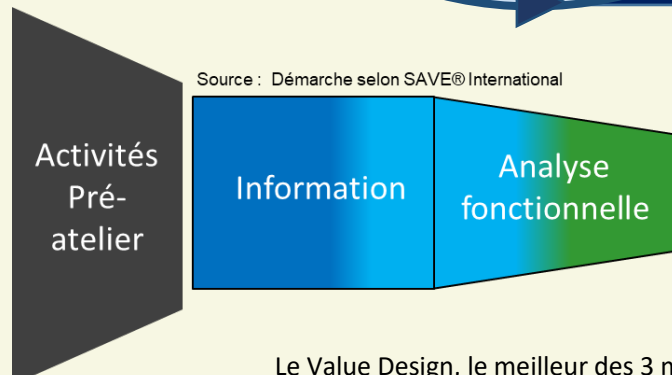 Source : Démarche selon SAVE® International
Activités
Pré-
atelier
Information
Analyse
fonctionnelle
Le Value Design, le meilleur des 3